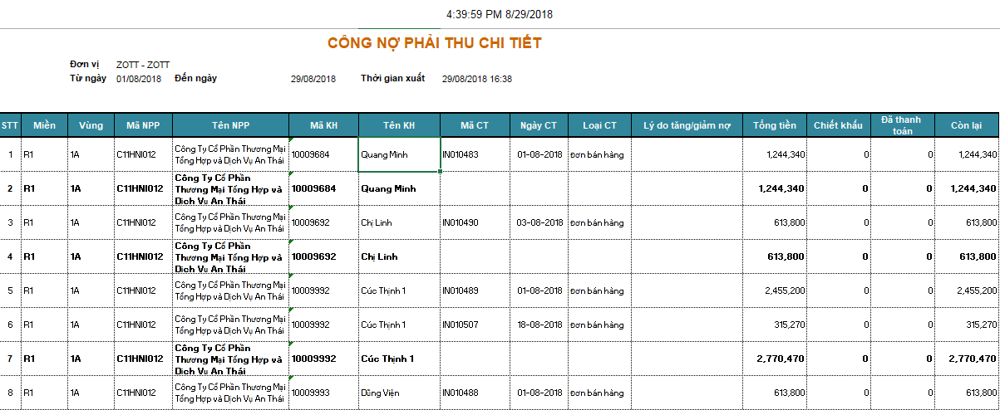 4:39:59 PM 8/29/2018
CÔNG NỢ PHẢI THU CHI TIẾT
Đơn vị ZOTT - ZOTT
Từ ngày 01/08/2018 Đến ngày 29/08/2018 Thời gian xuất 29/08/2018 16:38
STT Miền Vùng Mã NPP Tên NPP Mã KH Tên KH Mã CT Ngày CT Loại CT Lý do tăng/giảm nợ Tổng tiền Chiết khấu Đã thanh toán Còn lại
1 R1 1A C11HNI012 Công Ty Cổ Phần Thương Mại Tổng Hợp và Dịch Vụ An Thái 10009684 Quang Minh IN010483 01-08-2018 Đơn bán hàng 1,244,340 0 0 1,244,340
2 R1 1A C11HNI012 Công Ty Cổ Phần Thương Mại Tổng Hợp và Dịch Vụ An Thái 10009684 Quang Minh 1,244,340 0 0 1,244,340
3 R1 1A C11HNI012 Công Ty Cổ Phần Thương Mại Tổng Hợp và Dịch Vụ An Thái 10009692 Chị Linh IN010490 03-08-2018 Đơn bán hàng 613,800 0 0 613,800
4 R1 1A C11HNI012 Công Ty Cổ Phần Thương Mại Tổng Hợp và Dịch Vụ An Thái 10009692 Chị Linh 613,800 0 0 613,800
5 R1 1A C11HNI012 Công Ty Cổ Phần Thương Mại Tổng Hợp và Dịch Vụ An Thái 10009992 Cúc Thịnh 1 IN010489 01-08-2018 Đơn bán hàng 2,455,200 0 0 2,455,200
6 R1 1A C11HNI012 Công Ty Cổ Phần Thương Mại Tổng Hợp và Dịch Vụ An Thái 10009992 Cúc Thịnh 1 IN010507 18-08-2018 Đơn bán hàng 315,270 0 0 315,270
7 R1 1A C11HNI012 Công Ty Cổ Phần Thương Mại Tổng Hợp và Dịch Vụ An Thái 10009992 Cúc Thịnh 1 2,770,470 0 0 2,770,470
8 R1 1A C11HNI012 Công Ty Cổ Phần Thương Mại Tổng Hợp và Dịch Vụ An Thái 10009993 Dũng Viện IN010488 01-08-2018 Đơn bán hàng 613,800 0 0 613,800